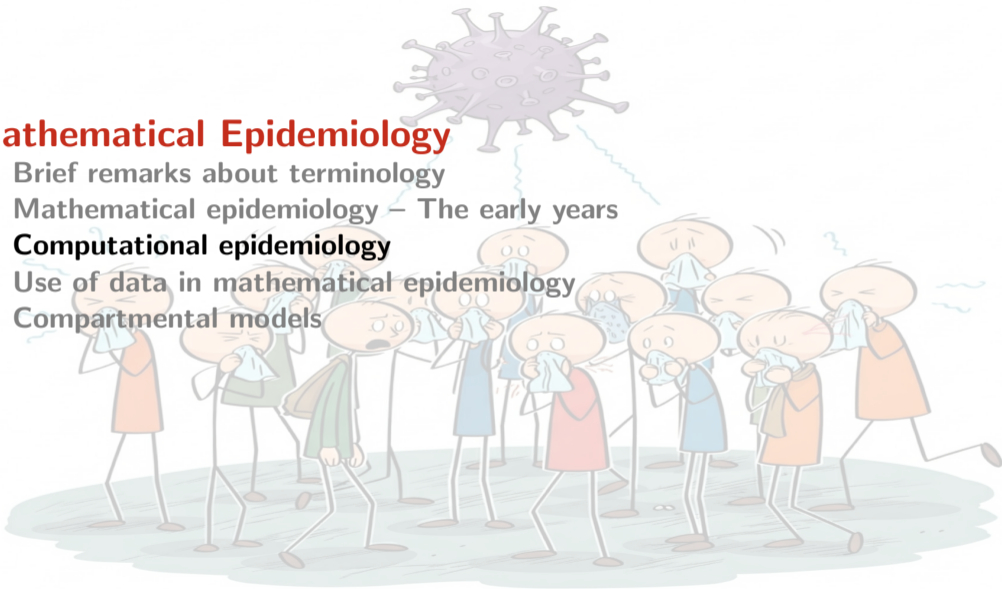 athematical Epidemiology
Brief remarks about terminology
Mathematical epidemiology – The early years
Computational epidemiology
Use of data in mathematical epidemiology
Compartmental models